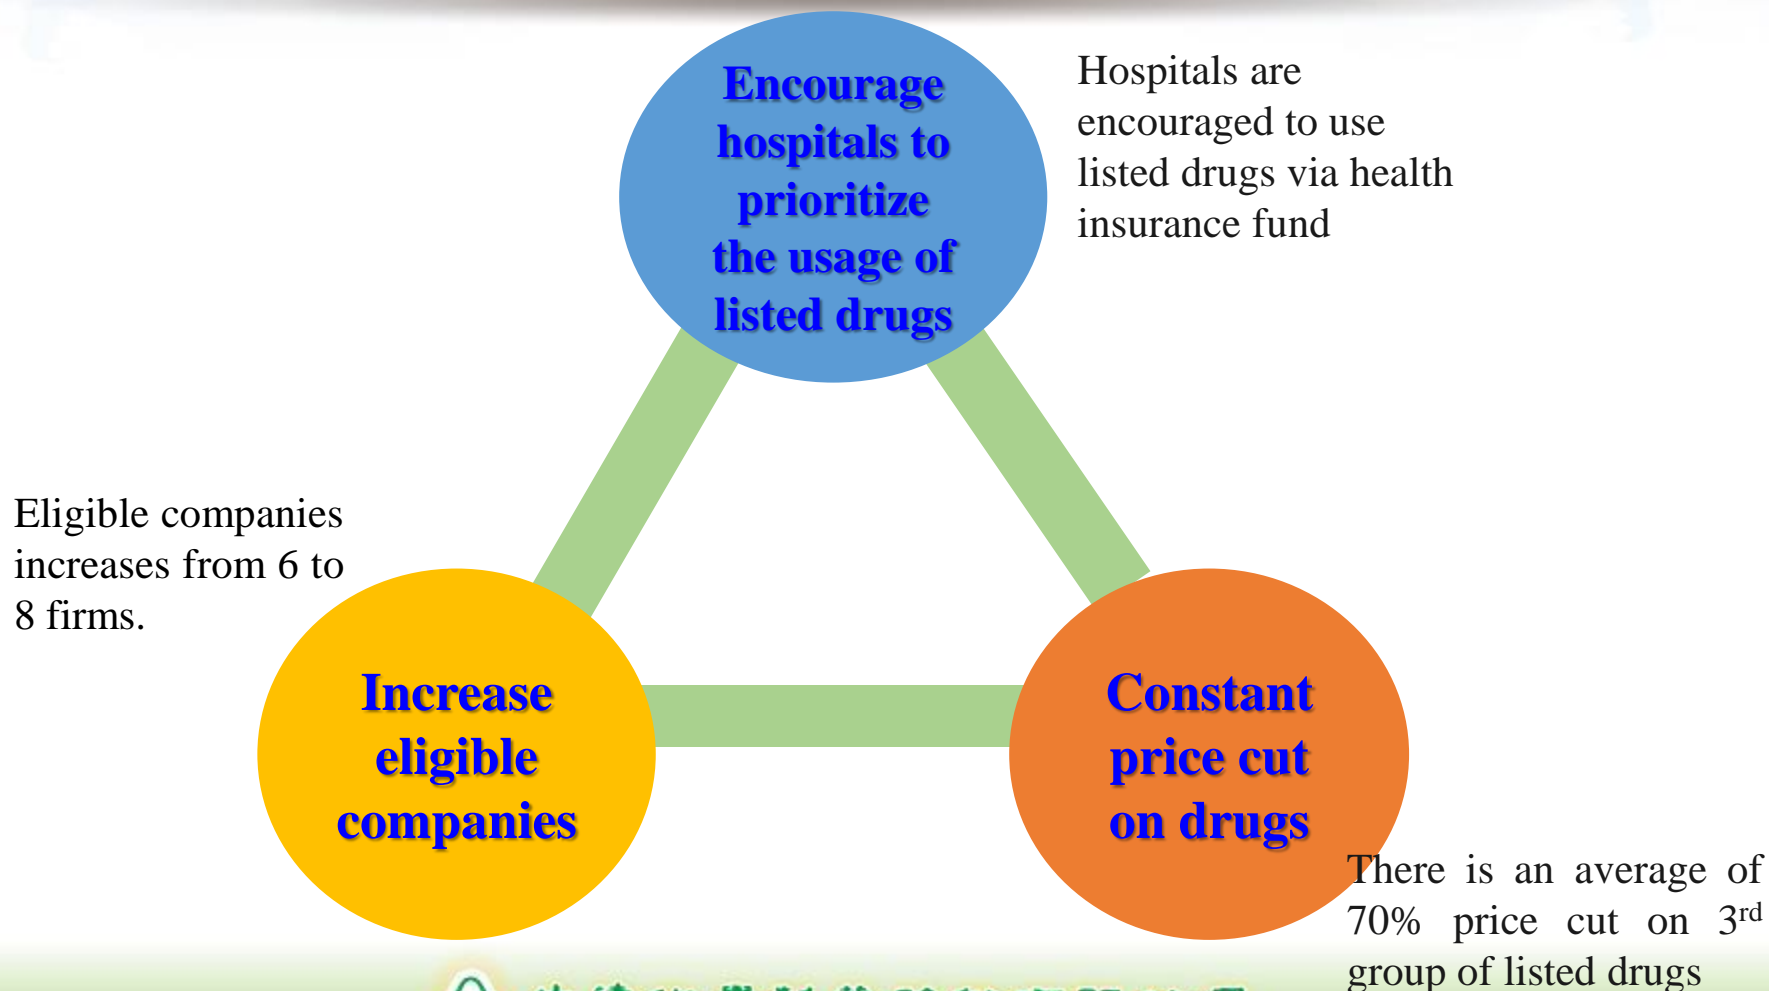 Encourage
hospitals to
prioritize
the usage of
listed drugs
Hospitals are
encouraged to use
listed drugs via health
insurance fund
Eligible companies
increases from 6 to
8 firms.
Increase
eligible
companies
Constant
price cut
on drugs
There is an average of
70% price cut on 3rd
group of listed drugs